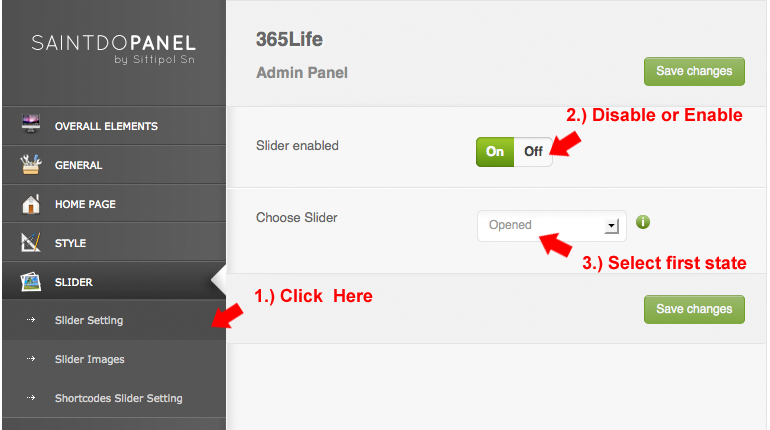 SAINTDOPANEL
by Sittipol Sn
OVERALL ELEMENTS
GENERAL
HOME PAGE
STYLE
SLIDER
Slider Setting
Slider Images
Shortcodes Slider Setting
365Life
Admin Panel
Save changes
2.) Disable or Enable
Slider enabled
On Off
Choose Slider
Opened
i
3.) Select first state
1.) Click Here
Save changes